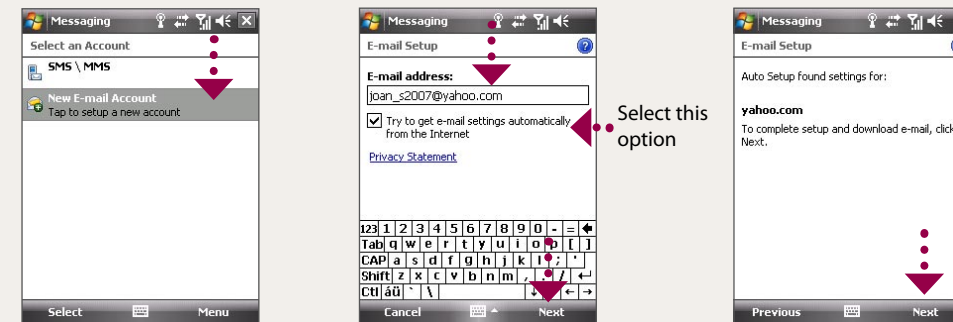 Messaging
Select an Account
SMS \ MMS
New E-mail Account
Tap to setup a new account
Select Menu
Messaging
E-mail Setup
E-mail address:
joan_s2007@yahoo.com
Try to get e-mail settings automatically
from the Internet
Privacy Statement
123 1 2 3 4 5 6 7 8 9 0 - =
Tab q w e r t y u i o p [ ]
CAP a s d f g h j k l ; '
Shift z x c v b n m , . /
Ctl áü ` \
Cancel Next
Select this
option
Messaging
E-mail Setup
Auto Setup found settings for:
yahoo.com
To complete setup and download e-mail, click
Next.
Previous Next